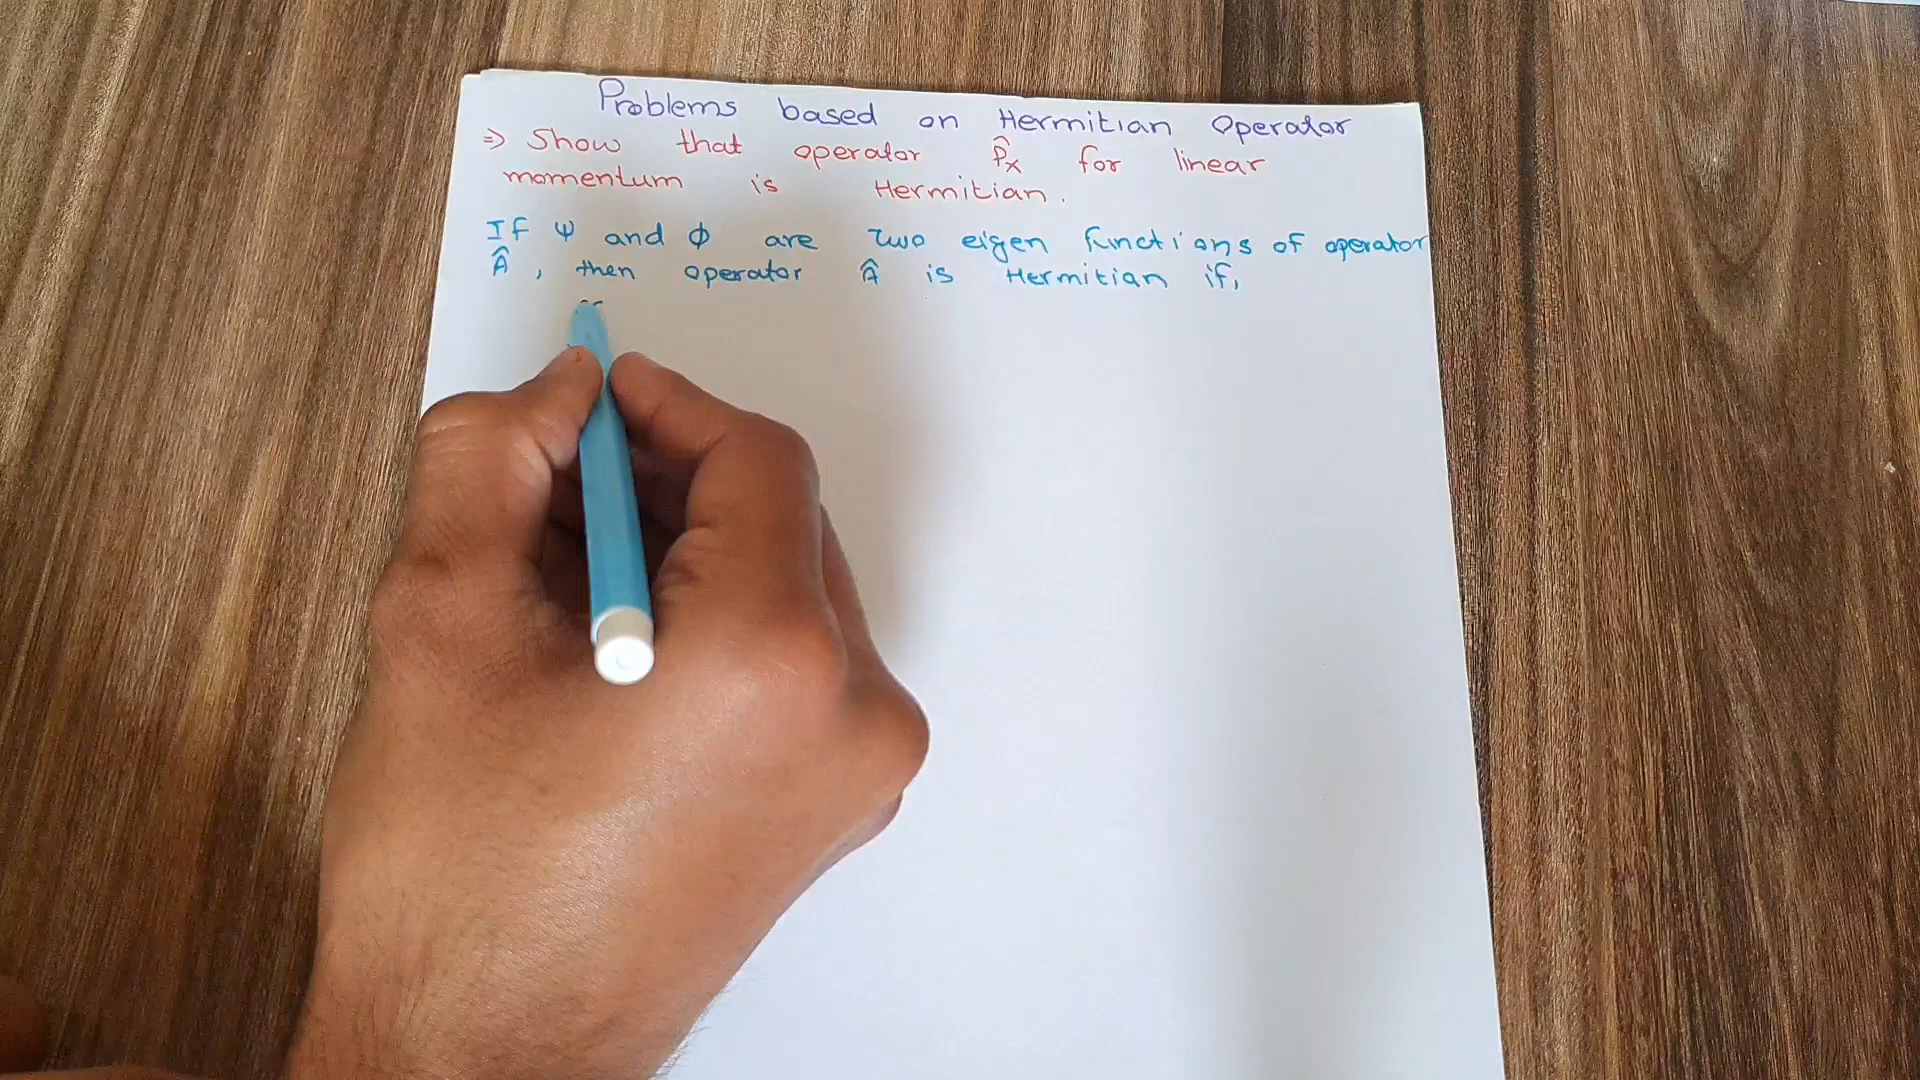 Problems based on Hermitian Operator
⇒ Show that operator P̂x for linear
momentum is Hermitian.
If Ψ and ϕ are two eigen functions of operator
Â, then operator Â is Hermitian if,